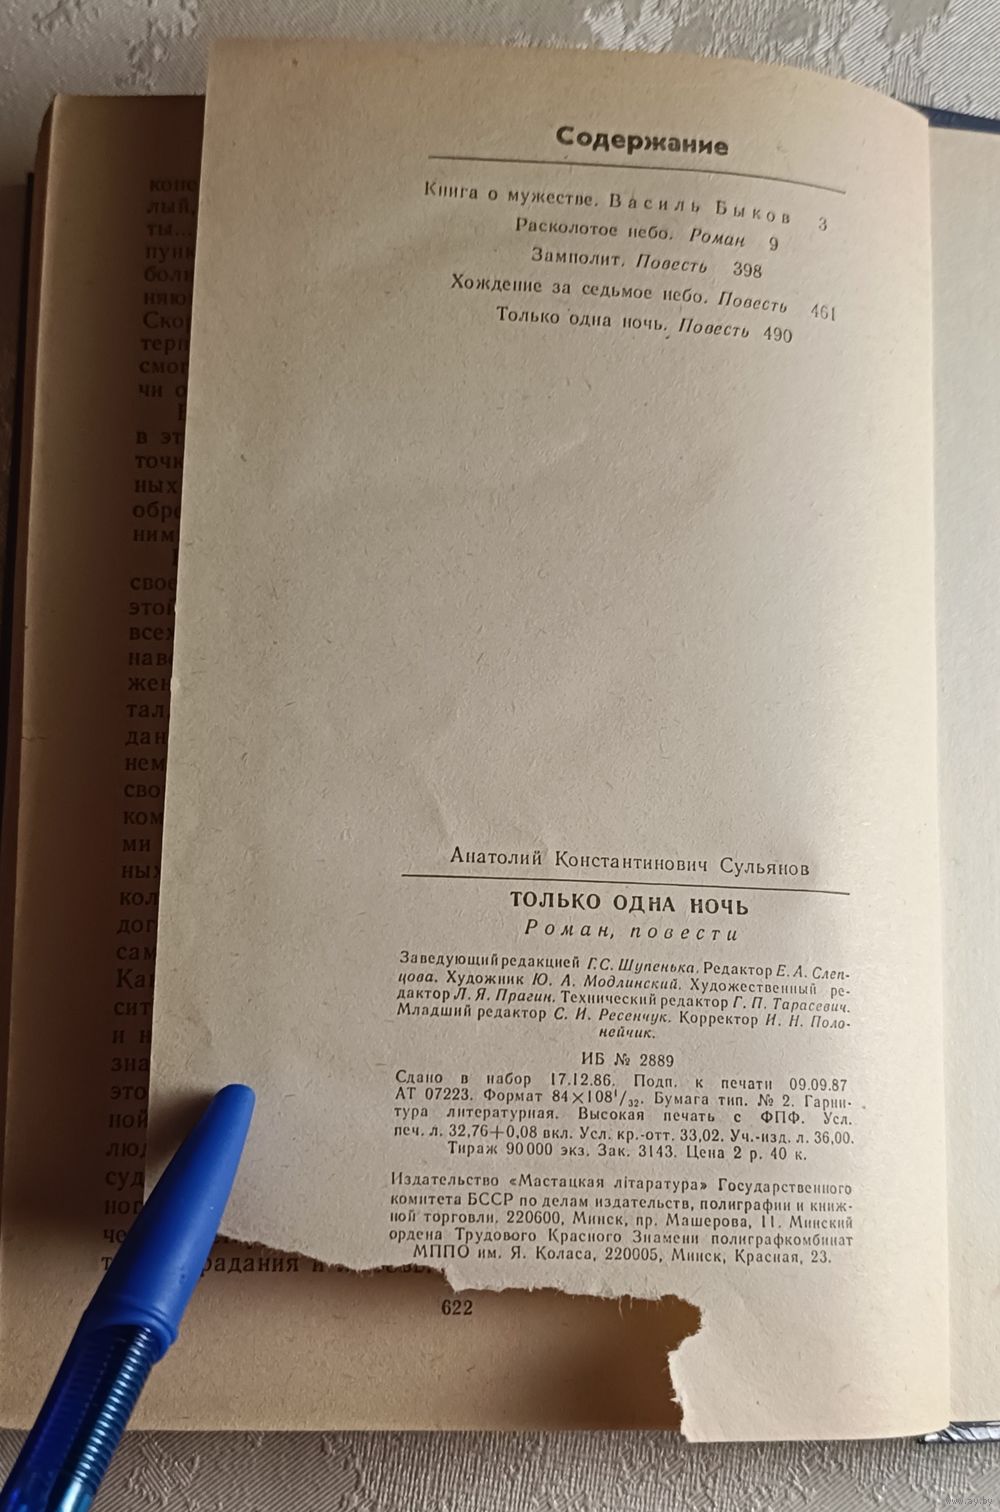 Содержание
Книга о мужестве. Василь Быков 3
Расколотое небо. Роман 9
Замполит. Повесть 398
Хождение за седьмое небо. Повесть 461
Только одна ночь. Повесть 490
Анатолий Константинович Сульянов
ТОЛЬКО ОДНА НОЧЬ
Роман, повести
Заведующий редакцией Г. С. Шупенька. Редактор Е. А. Слеп-
цова. Художник Ю. А. Модлинский. Художественный ре-
дактор Л. Я. Прагин. Технический редактор Г. П. Тарасевич.
Младший редактор С. И. Ресенчук. Корректор И. Н. Поло-
нейчик.
ИБ № 2889
Сдано в набор 17.12.86. Подп. к печати 09.09.87
АТ 07223. Формат 84×108¹/₃₂. Бумага тип. № 2. Гарни-
тура литературная. Высокая печать с ФПФ. Усл.
печ. л. 32,76+0,08 вкл. Усл. кр.-отт. 33,02. Уч.-изд. л. 36,00.
Тираж 90 000 экз. Зак. 3143. Цена 2 р. 40 к.
Издательство «Мастацкая літаратура» Государственного
комитета БССР по делам издательств, полиграфии и книж-
ной торговли. 220600, Минск, пр. Машерова, 11. Минский
ордена Трудового Красного Знамени полиграфкомбинат
МППО им. Я. Коласа, 220005, Минск, Красная, 23.
622
www.ay.by